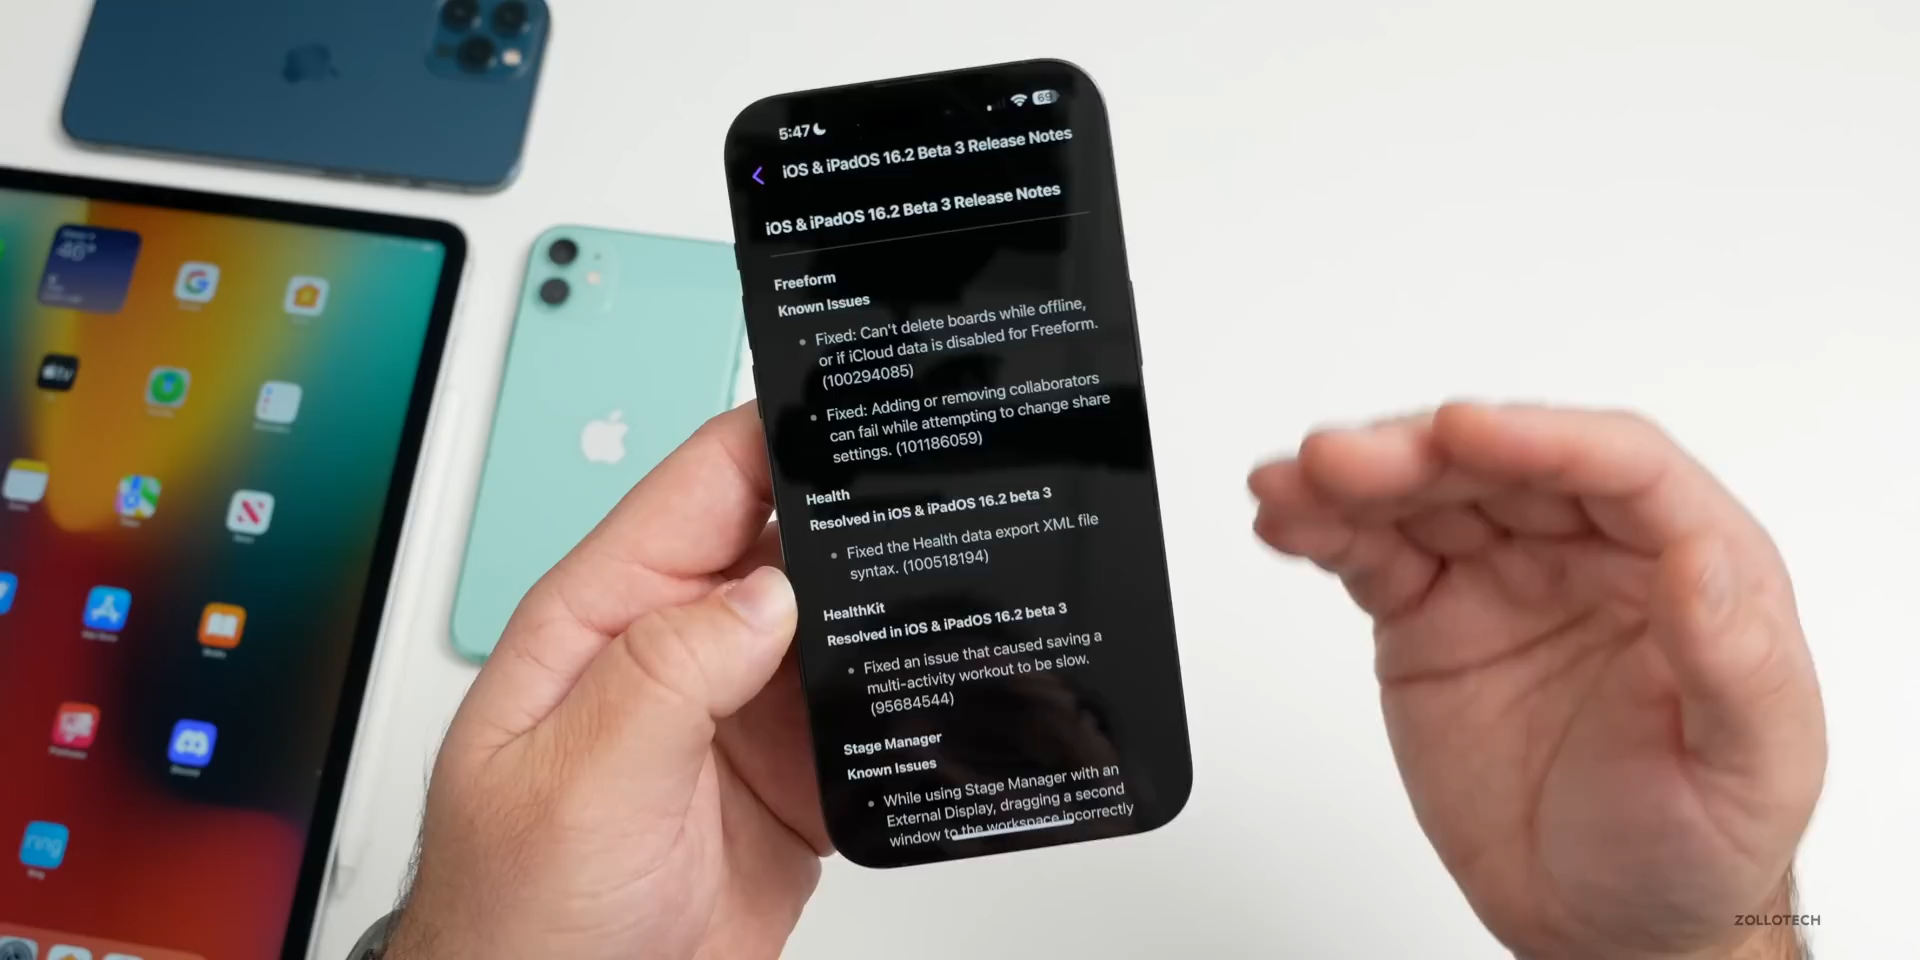 5:47
69
iOS & iPadOS 16.2 Beta 3 Release Notes
iOS & iPadOS 16.2 Beta 3 Release Notes
Freeform
Known Issues
• Fixed: Can't delete boards while offline,
or if iCloud data is disabled for Freeform.
(100294085)
• Fixed: Adding or removing collaborators
can fail while attempting to change share
settings. (101186059)
Health
Resolved in iOS & iPadOS 16.2 beta 3
• Fixed the Health data export XML file
syntax. (100518194)
HealthKit
Resolved in iOS & iPadOS 16.2 beta 3
• Fixed an issue that caused saving a
multi-activity workout to be slow.
(95684544)
Stage Manager
Known Issues
• While using Stage Manager with an
External Display, dragging a second
window to the workspace incorrectly
46°
tv
ring
ZOLLOTECH